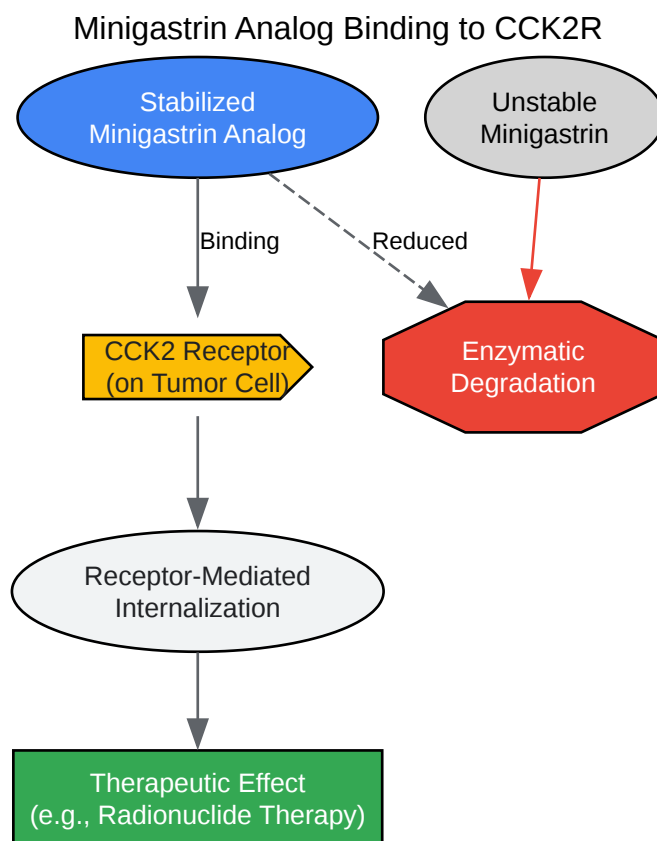 Minigastrin Analog Binding to CCK2R
Stabilized
Minigastrin Analog
Unstable
Minigastrin
Binding
Reduced
CCK2 Receptor
(on Tumor Cell)
Enzymatic
Degradation
Receptor-Mediated
Internalization
Therapeutic Effect
(e.g., Radionuclide Therapy)